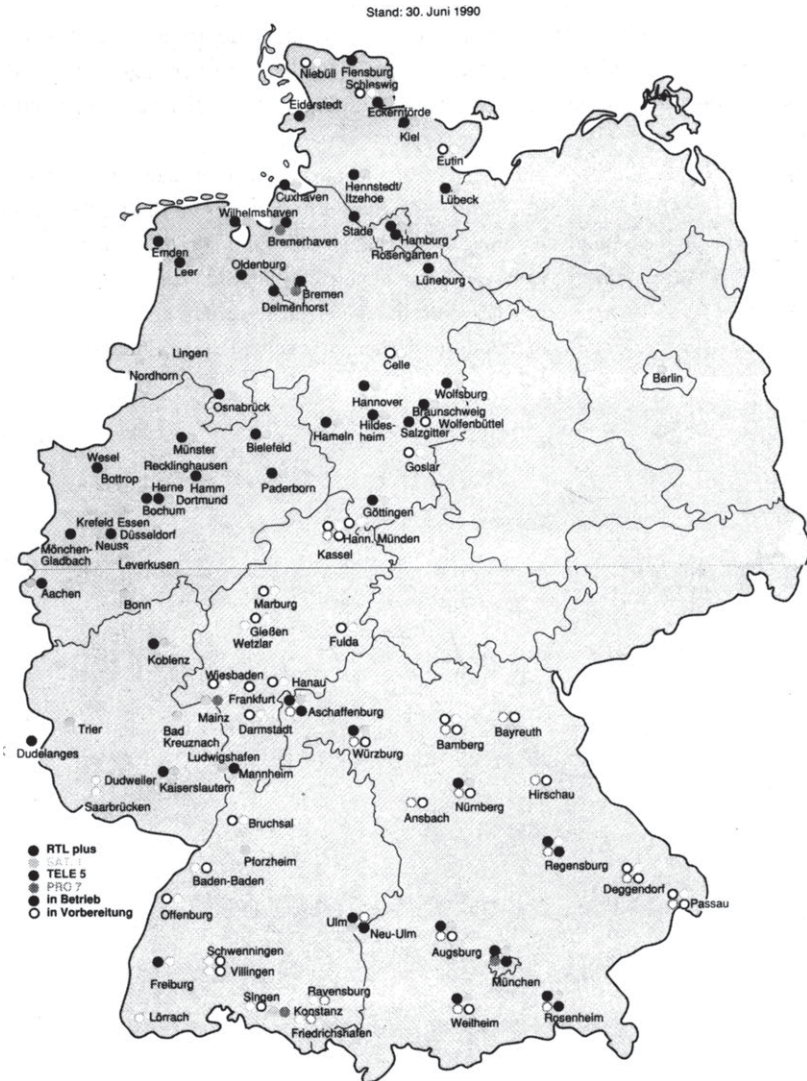 Stand: 30. Juni 1990
Niebüll
Flensburg
Schleswig
Eiderstedt
Eckernförde
Kiel
Eutin
Cuxhaven
Hennstedt/
Itzehoe
Lübeck
Wilhelmshaven
Bremerhaven
Stade
Hamburg
Rosengarten
Emden
Leer
Oldenburg
Bremen
Delmenhorst
Lüneburg
Lingen
Celle
Nordhorn
Berlin
Osnabrück
Hannover
Wolfsburg
Braunschweig
Hameln
Hildes-
heim
Salzgitter
Wolfenbüttel
Münster
Bielefeld
Goslar
Wesel
Recklinghausen
Bottrop
Herne
Hamm
Paderborn
Bochum
Dortmund
Göttingen
Krefeld Essen
Düsseldorf
Mönchen-
Gladbach
Neuss
Kassel
Hann. Münden
Leverkusen
Aachen
Bonn
Marburg
Gießen
Wetzlar
Fulda
Koblenz
Wiesbaden
Hanau
Frankfurt
Mainz
Aschaffenburg
Darmstadt
Trier
Bad
Kreuznach
Würzburg
Bamberg
Bayreuth
Dudelanges
Ludwigshafen
Mannheim
Dudweiler
Kaiserslautern
Saarbrücken
Nürnberg
Hirschau
Ansbach
Bruchsal
RTL plus
SAT. 1
TELE 5
PRO 7
in Betrieb
in Vorbereitung
Pforzheim
Baden-Baden
Regensburg
Deggendorf
Passau
Offenburg
Ulm
Neu-Ulm
Augsburg
Schwenningen
Villingen
München
Freiburg
Singen
Ravensburg
Konstanz
Lörrach
Friedrichshafen
Weilheim
Rosenheim